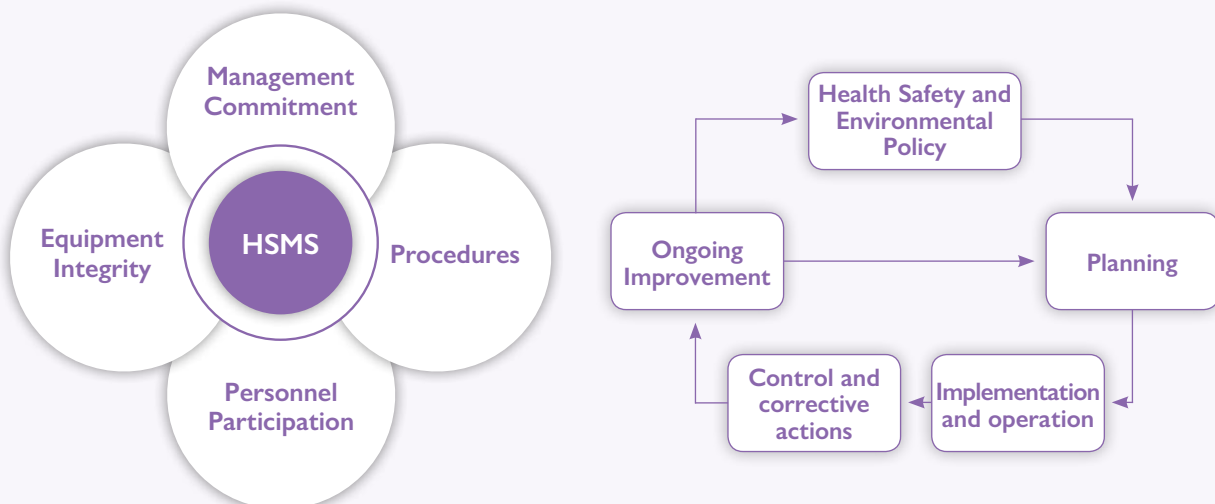 Management
Commitment
Equipment
Integrity
HSMS
Procedures
Personnel
Participation
Health Safety and
Environmental
Policy
Ongoing
Improvement
Planning
Control and
corrective
actions
Implementation
and operation